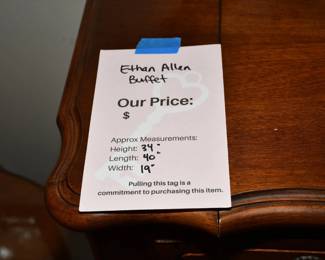 Ethan Allen
Buffet
Our Price:
$
Approx Measurements:
Height: 34"
Length: 40"
Width: 19"
Pulling this tag is a
commitment to purchasing this item.